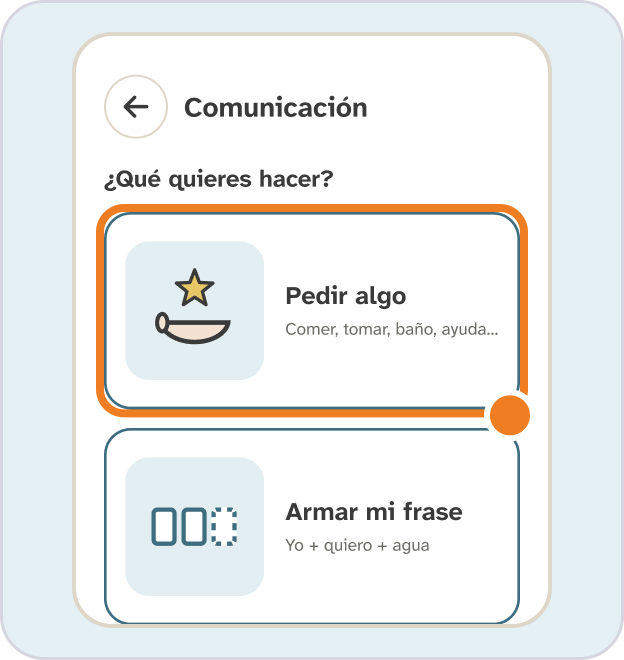 Comunicación
¿Qué quieres hacer?
Pedir algo
Comer, tomar, baño, ayuda...
Armar mi frase
Yo + quiero + agua